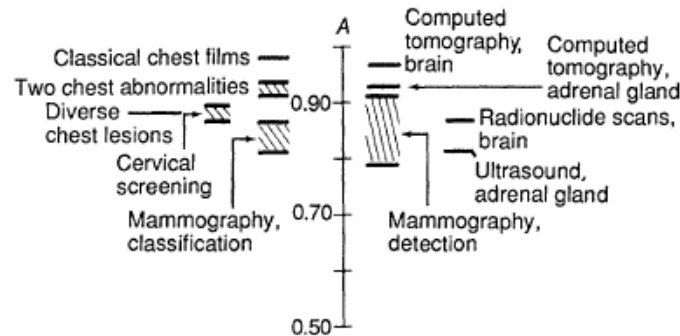 A
Classical chest films
Two chest abnormalities
Diverse
chest lesions
Cervical
screening
Mammography,
classification
0.90
0.70
0.50
Computed
tomography,
brain
Computed
tomography,
adrenal gland
Radionuclide scans,
brain
Ultrasound,
adrenal gland
Mammography,
detection